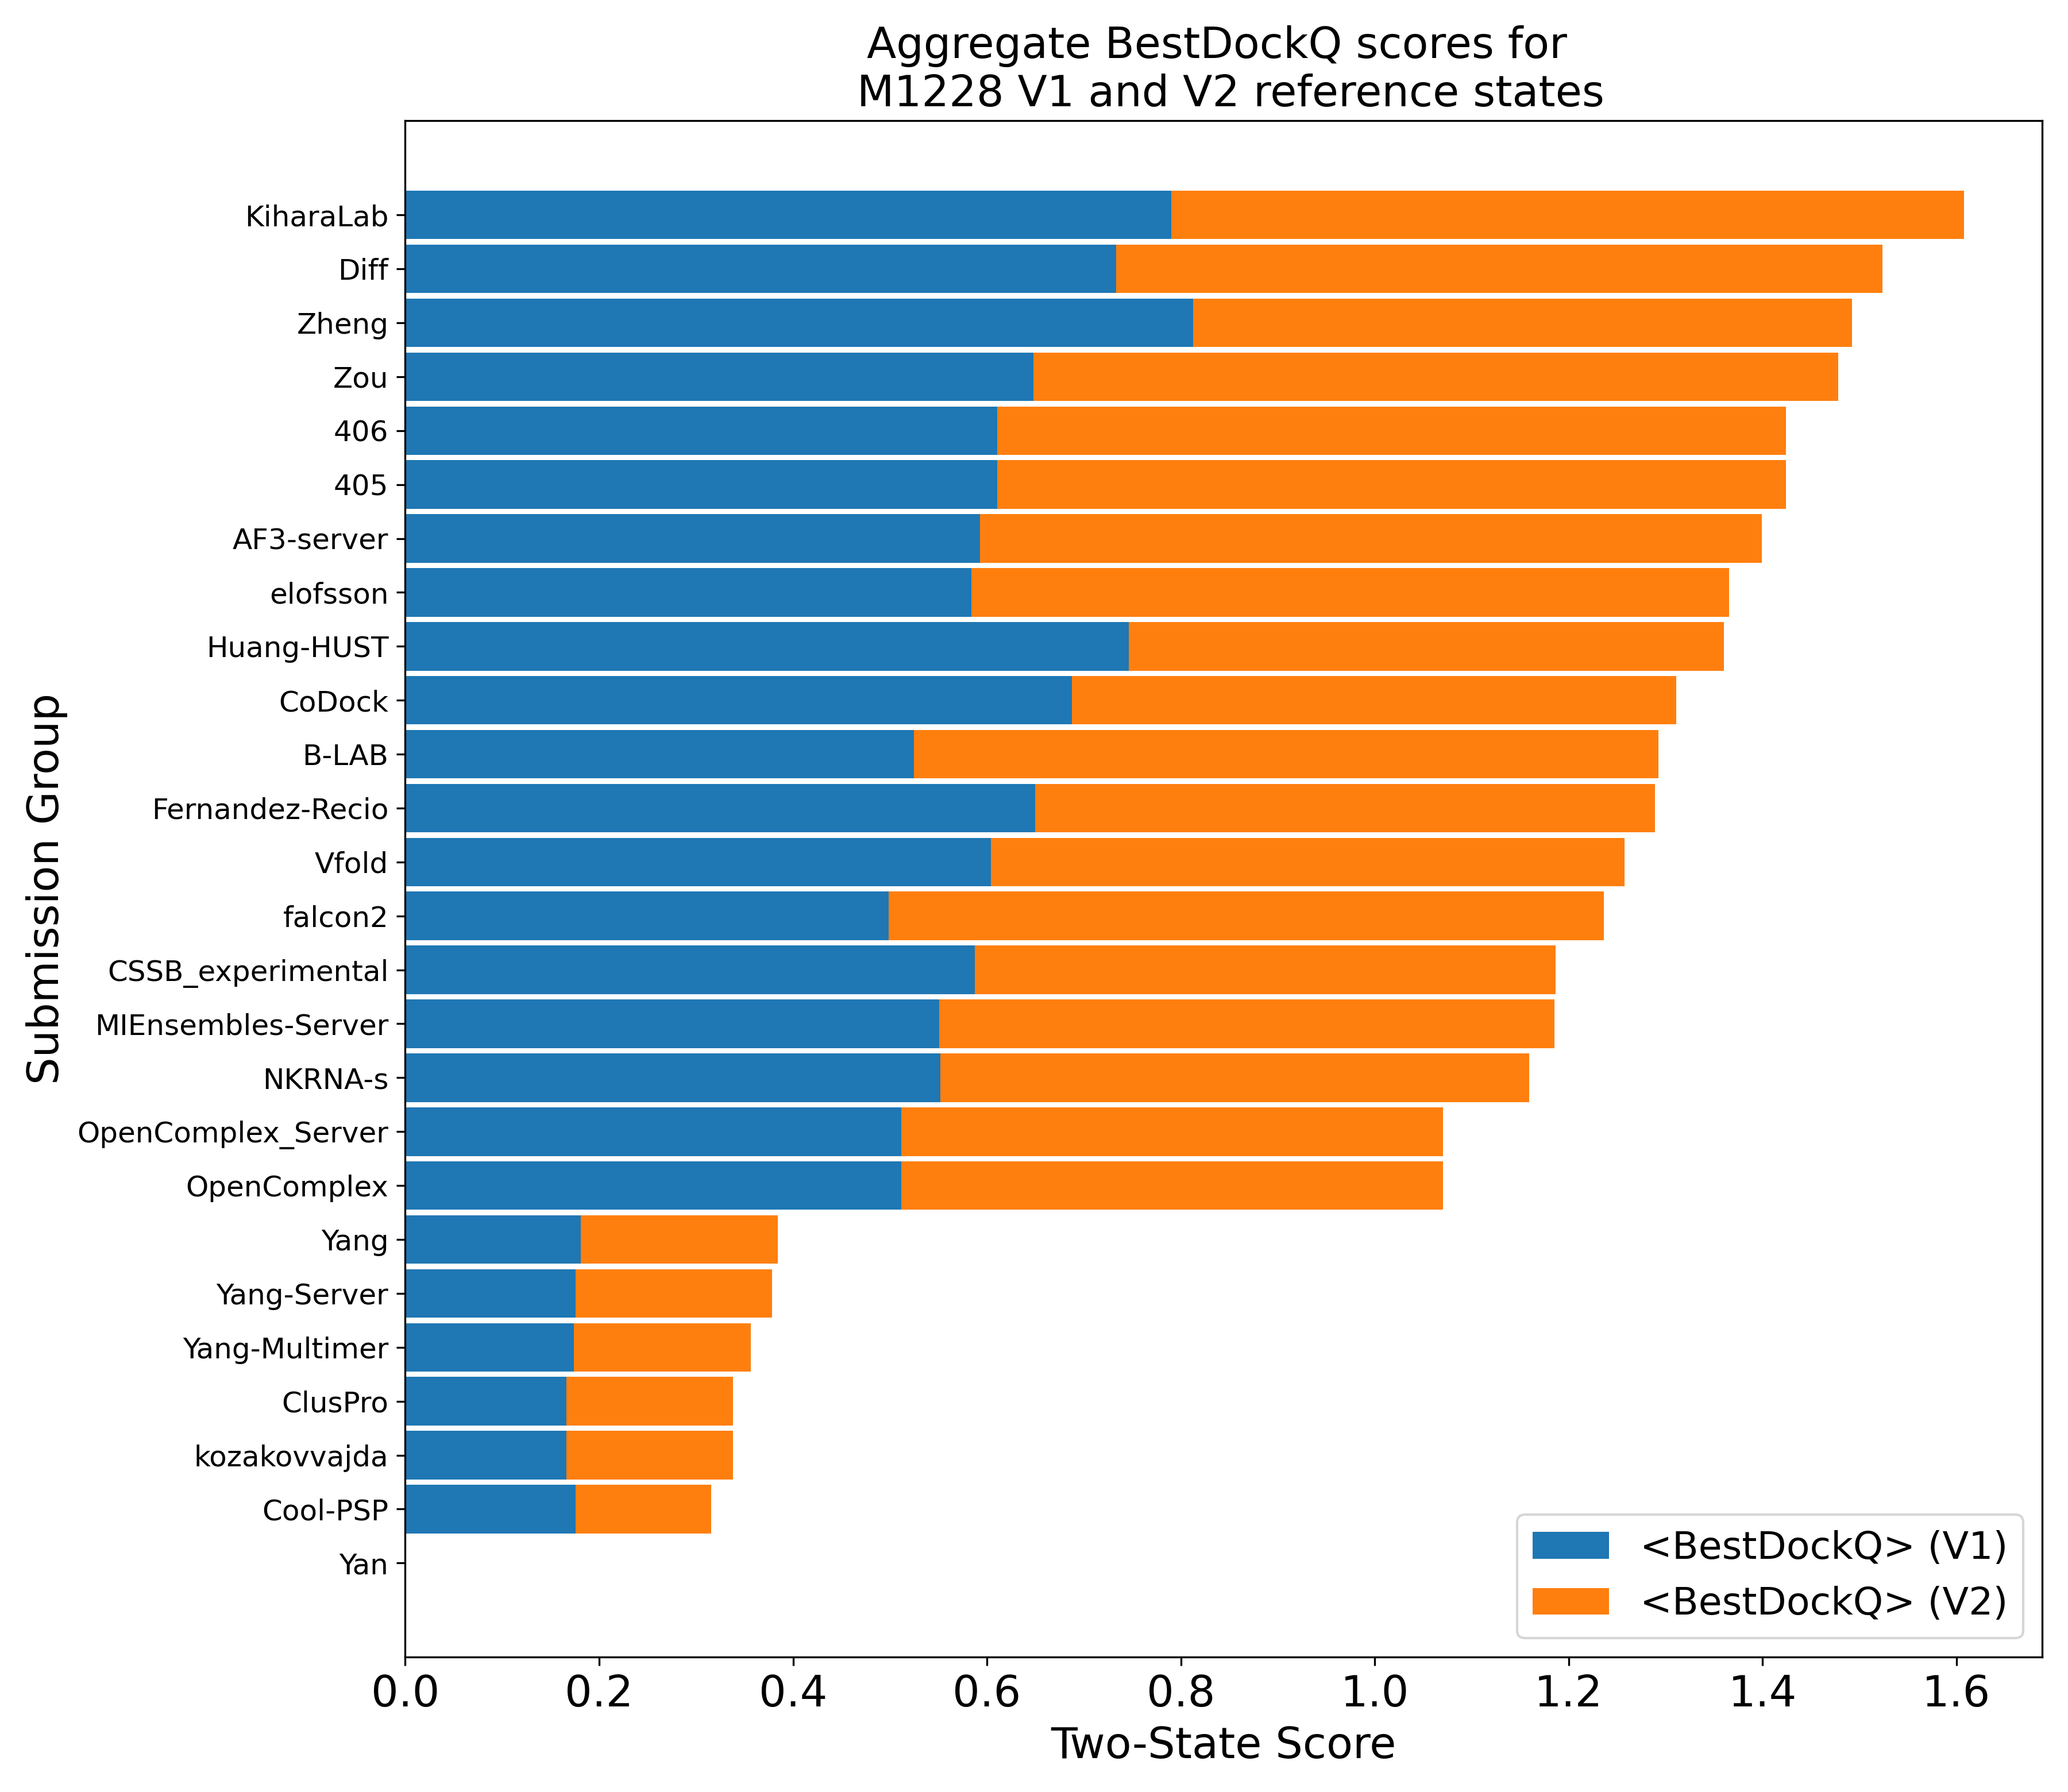 Aggregate BestDockQ scores for
M1228 V1 and V2 reference states
Submission Group
KiharaLab
Diff
Zheng
Zou
406
405
AF3-server
elofsson
Huang-HUST
CoDock
B-LAB
Fernandez-Recio
Vfold
falcon2
CSSB_experimental
MIEnsembles-Server
NKRNA-s
OpenComplex_Server
OpenComplex
Yang
Yang-Server
Yang-Multimer
ClusPro
kozakovvajda
Cool-PSP
Yan
<BestDockQ> (V1)
<BestDockQ> (V2)
0.0 0.2 0.4 0.6 0.8 1.0 1.2 1.4 1.6
Two-State Score